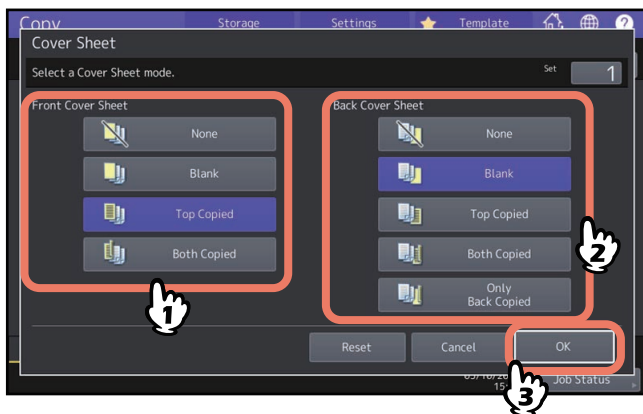 Copy Storage Settings Template ?
Cover Sheet
Select a Cover Sheet mode. Set 1
Front Cover Sheet
None
Blank
Top Copied
Both Copied
1
Back Cover Sheet
None
Blank
Top Copied
Both Copied
Only
Back Copied
2
Reset Cancel OK
Job Status
3